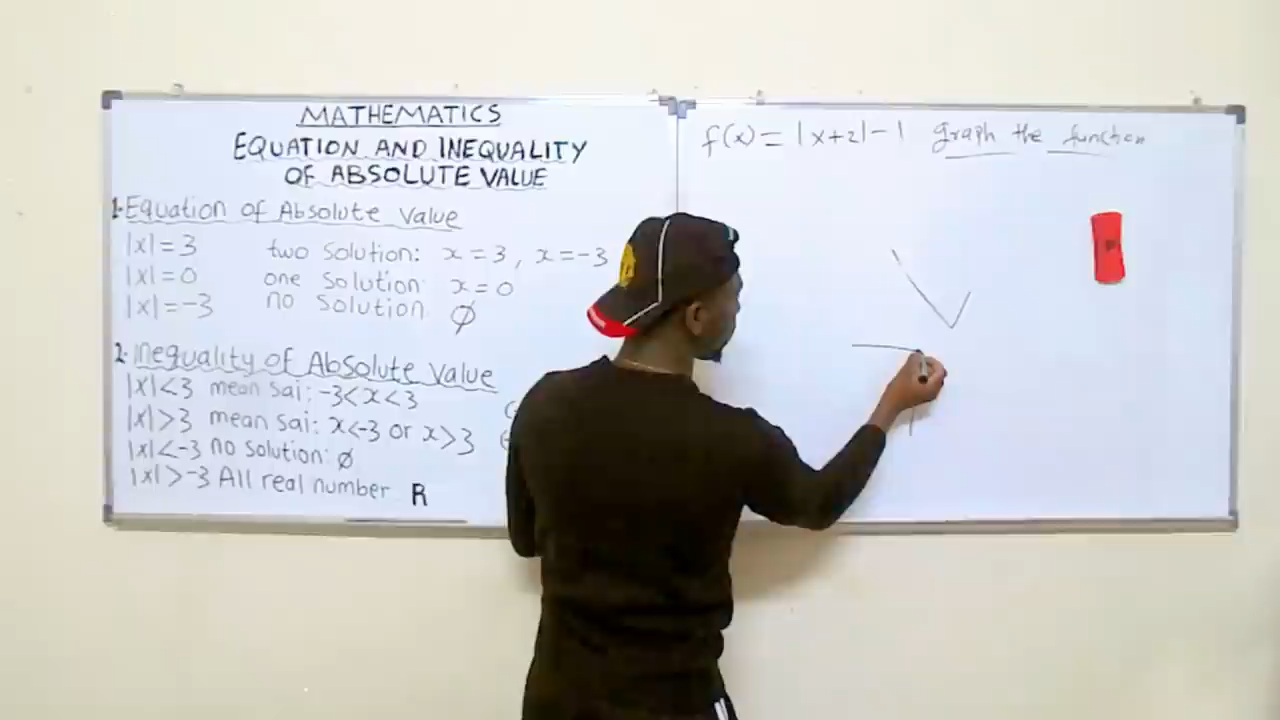 MATHEMATICS
EQUATION AND INEQUALITY
OF ABSOLUTE VALUE
1. Equation of Absolute Value
|x|=3 two solution: x=3, x=-3
|x|=0 one solution x=0
|x|=-3 no solution ∅
2. Inequality of Absolute Value
|x|<3 mean sai: -3<x<3
|x|>3 mean sai: x<-3 or x>3
|x|<-3 no solution: ∅
|x|>-3 All real number R
f(x)=|x+2|-1 graph the function